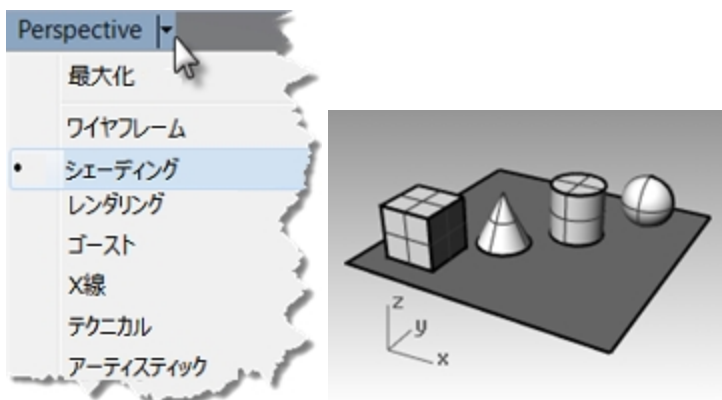 Perspective
最大化
ワイヤフレーム
シェーディング
レンダリング
ゴースト
X線
テクニカル
アーティスティック
z
y
x